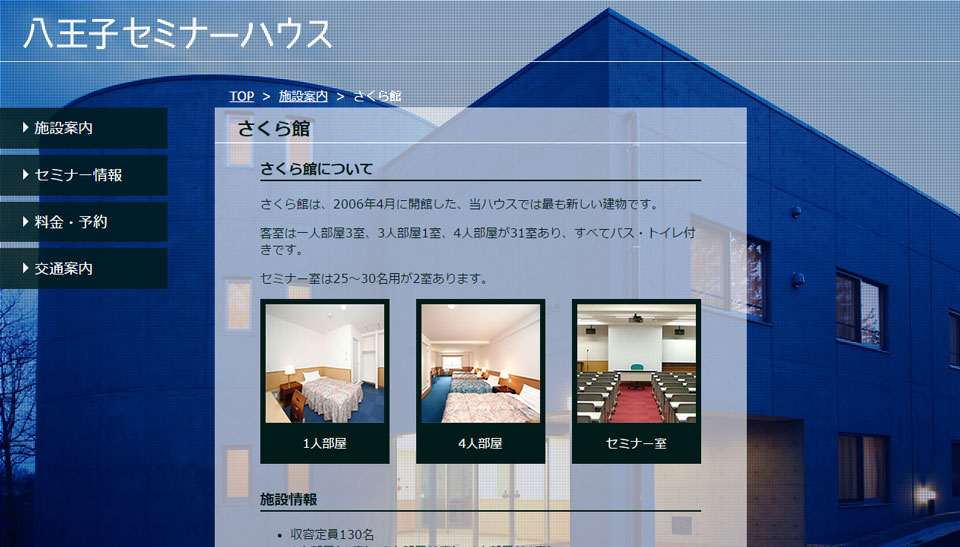 八王子セミナーハウス
TOP > 施設案内 > さくら館
施設案内
セミナー情報
料金・予約
交通案内
さくら館
さくら館について
さくら館は、2006年4月に開館した、当ハウスでは最も新しい建物です。
客室は一人部屋3室、3人部屋1室、4人部屋が31室あり、すべてバス・トイレ付
きです。
セミナー室は25～30名用が2室あります。
1人部屋
4人部屋
セミナー室
施設情報
収容定員130名